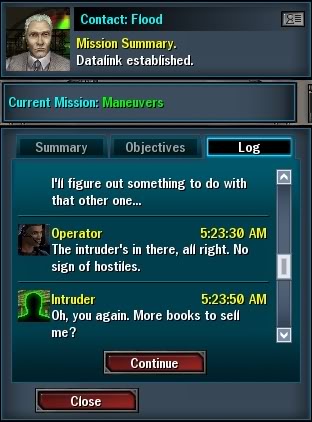 Contact: Flood
Mission Summary.
Datalink established.
Current Mission: Maneuvers
Summary
Objectives
Log
I'll figure out something to do with
that other one...
Operator 5:23:30 AM
The intruder's in there, all right. No
sign of hostiles.
Intruder 5:23:50 AM
Oh, you again. More books to sell
me?
Continue
Close